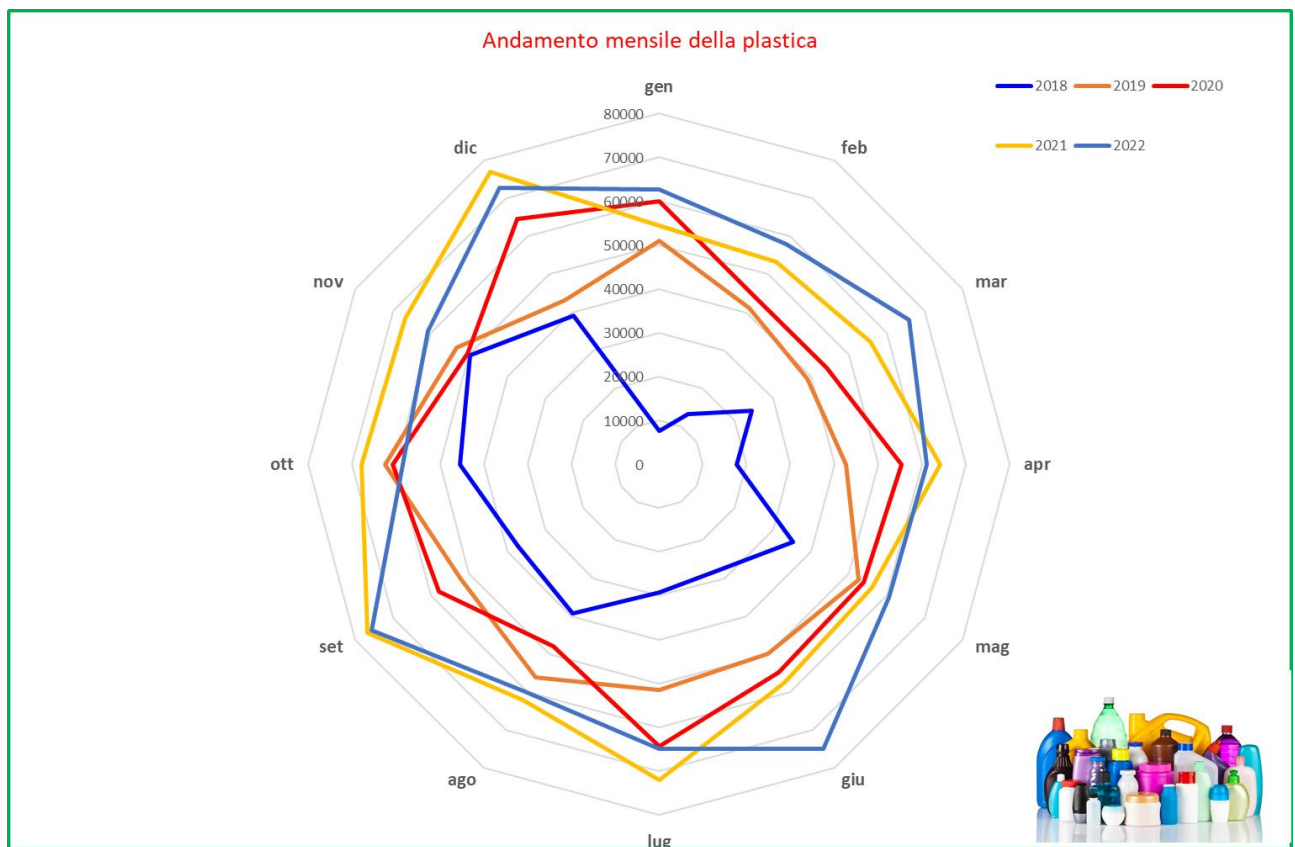 Andamento mensile della plastica
gen
feb
mar
apr
mag
giu
lug
ago
set
ott
nov
dic
80000
70000
60000
50000
40000
30000
20000
10000
0
2018 2019 2020
2021 2022